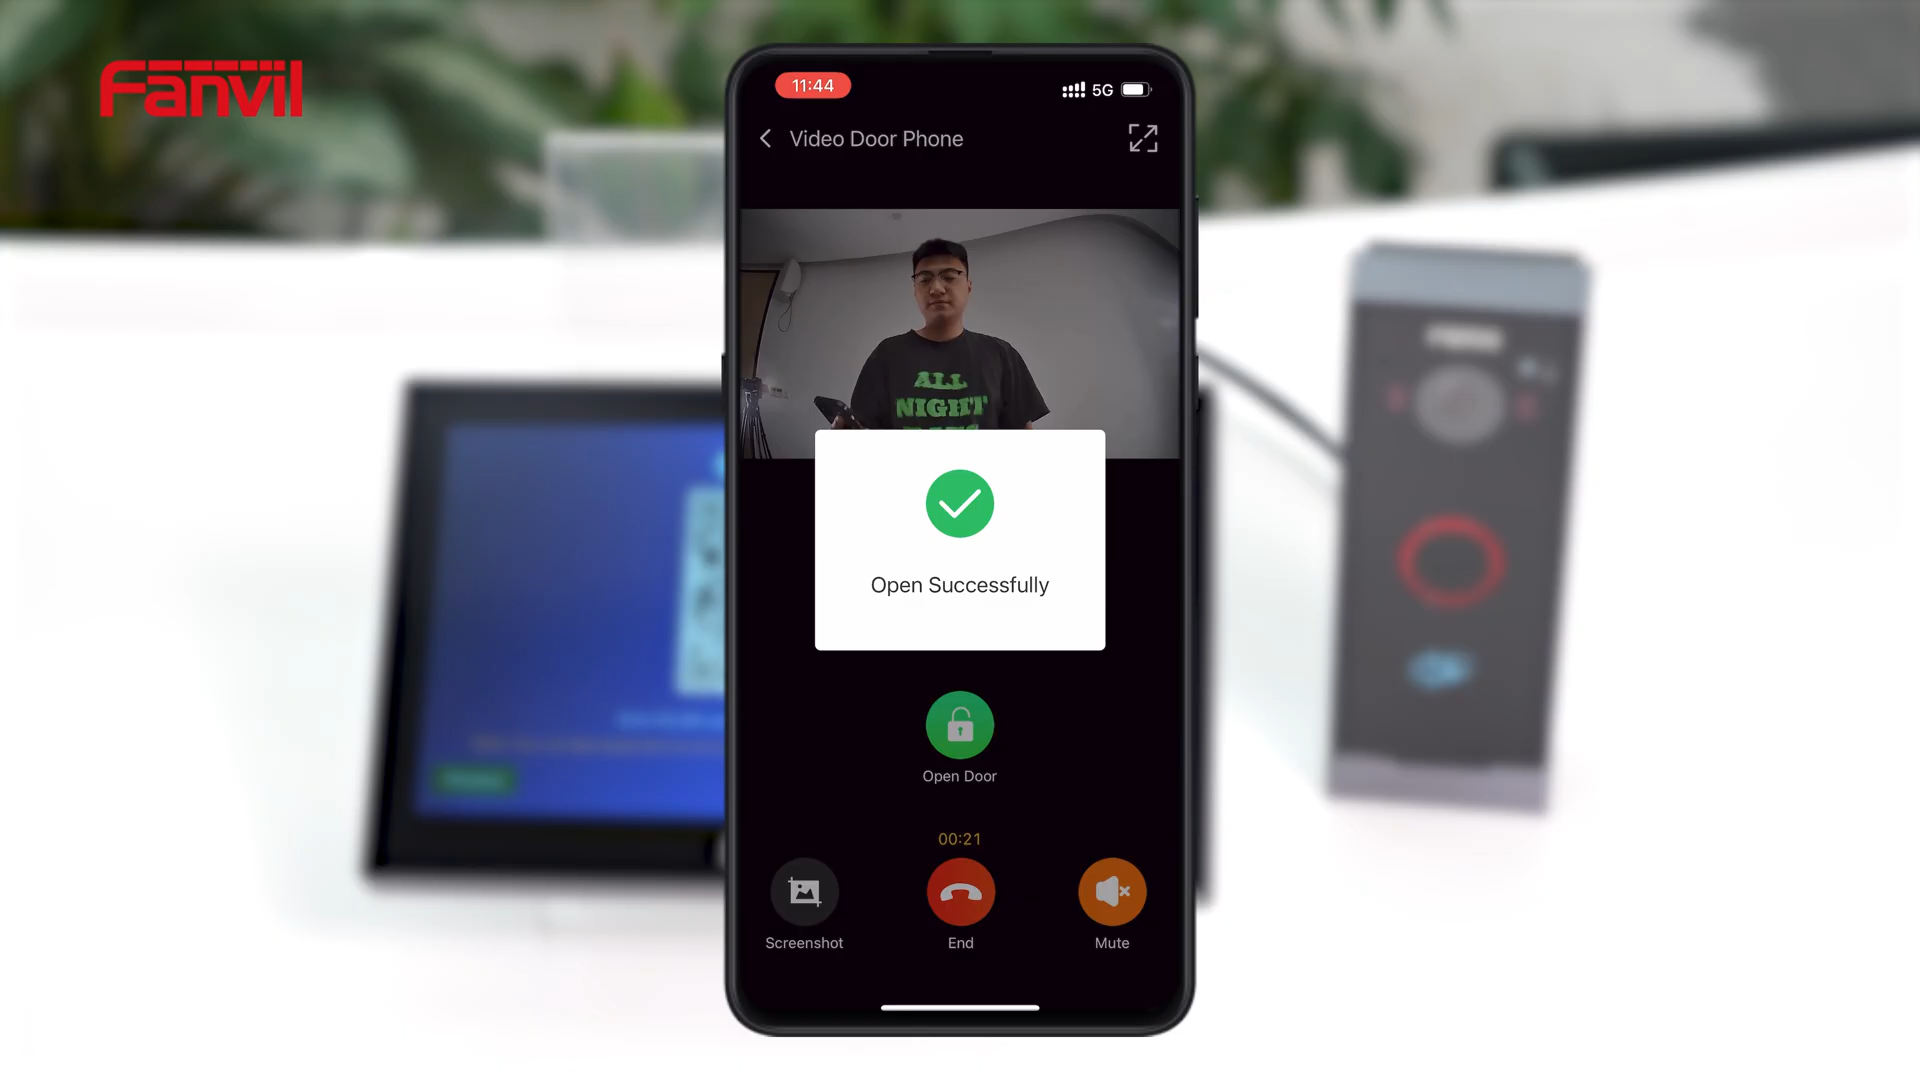 Fanvil
11:44
5G
Video Door Phone
ALL
NIGHT
Open Successfully
Open Door
00:21
Screenshot
End
Mute